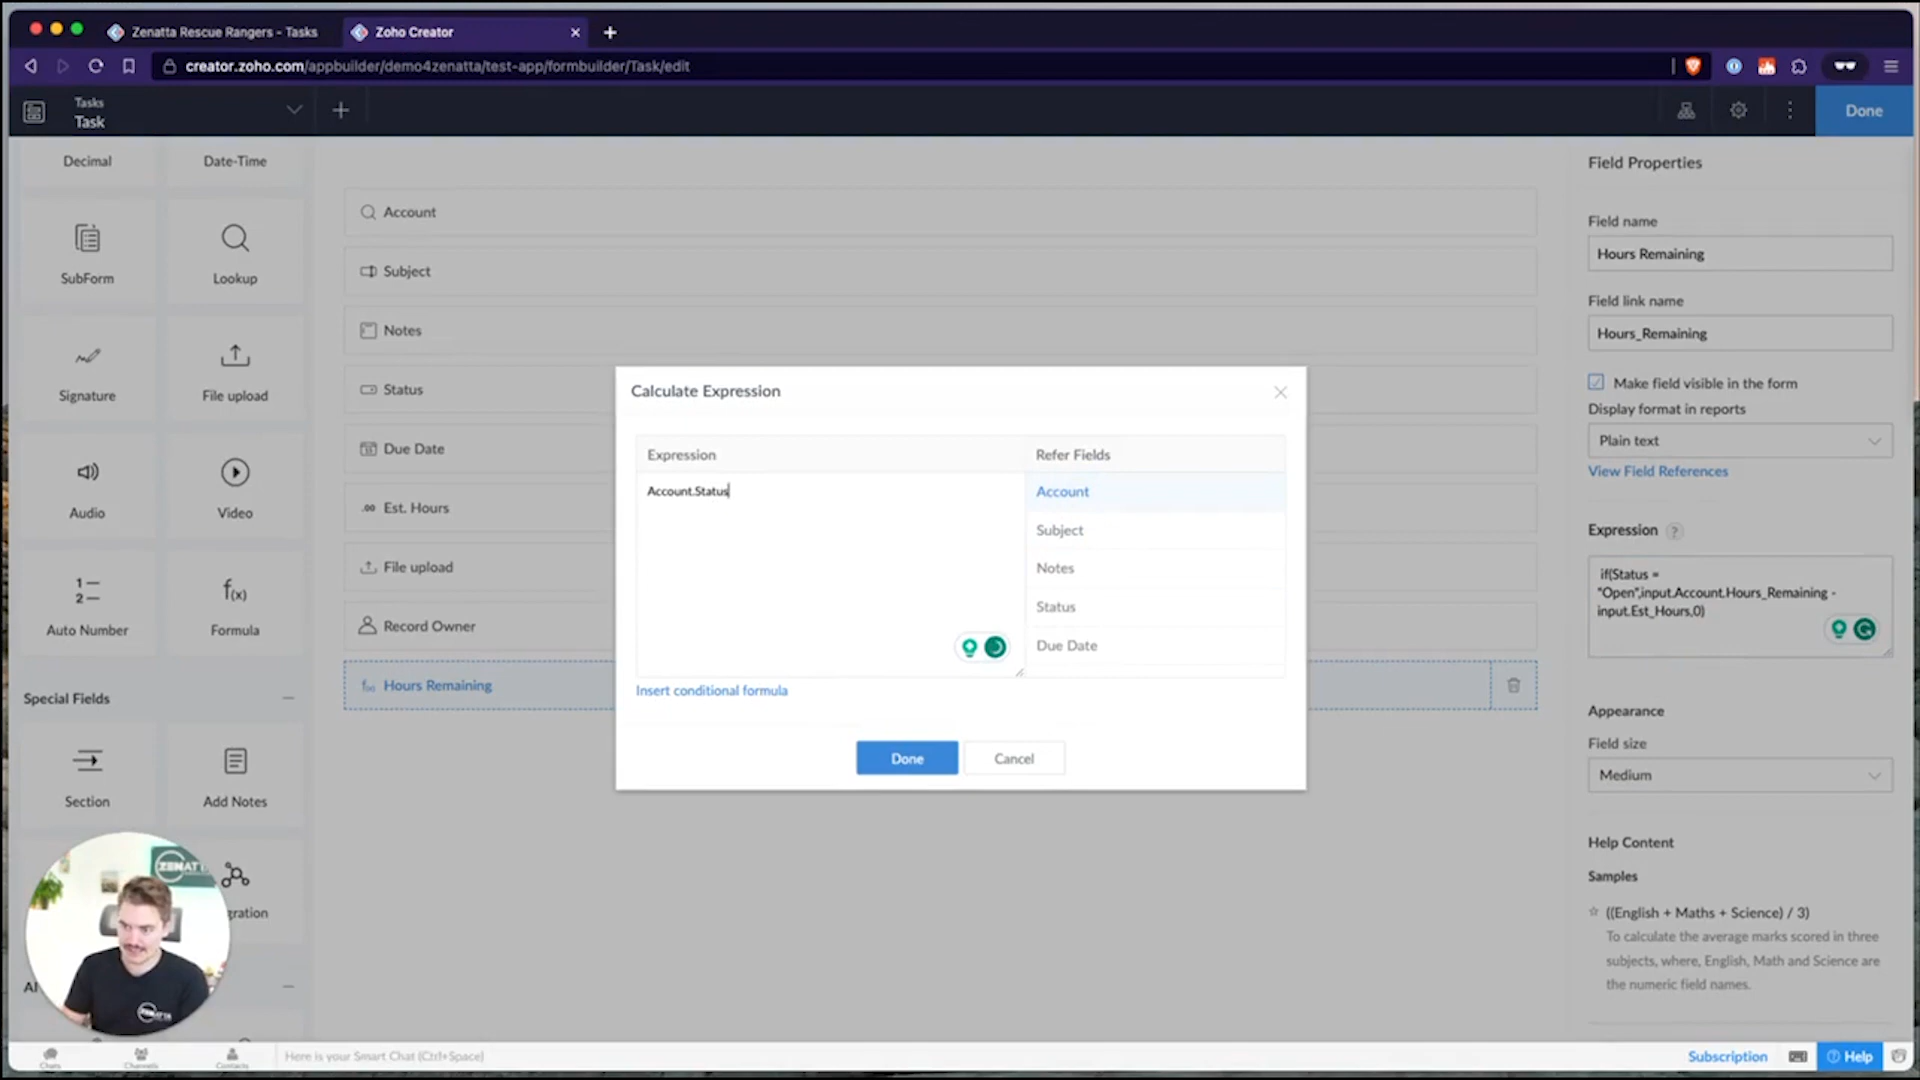 Zenatta Rescue Rangers - Tasks
Zoho Creator
creator.zoho.com/appbuilder/demo4zenatta/test-app/formbuilder/Task/edit
Tasks
Task
Done
Decimal
Date-Time
SubForm
Lookup
Signature
File upload
Audio
Video
Auto Number
Formula
Special Fields
Section
Add Notes
gration
AI
Account
Subject
Notes
Status
Due Date
Est. Hours
File upload
Record Owner
Hours Remaining
Calculate Expression
Expression
Refer Fields
Account.Status
Account
Subject
Notes
Status
Due Date
Insert conditional formula
Done
Cancel
Field Properties
Field name
Hours Remaining
Field link name
Hours_Remaining
Make field visible in the form
Display format in reports
Plain text
View Field References
Expression ?
if(Status =
"Open",input.Account.Hours_Remaining -
input.Est_Hours,0)
Appearance
Field size
Medium
Help Content
Samples
((English + Maths + Science) / 3)
To calculate the average marks scored in three
subjects, where, English, Math and Science are
the numeric field names.
ZENATT
ZENATTA
Chats
Channels
Contacts
Here is your Smart Chat (Ctrl+Space)
Subscription
Help